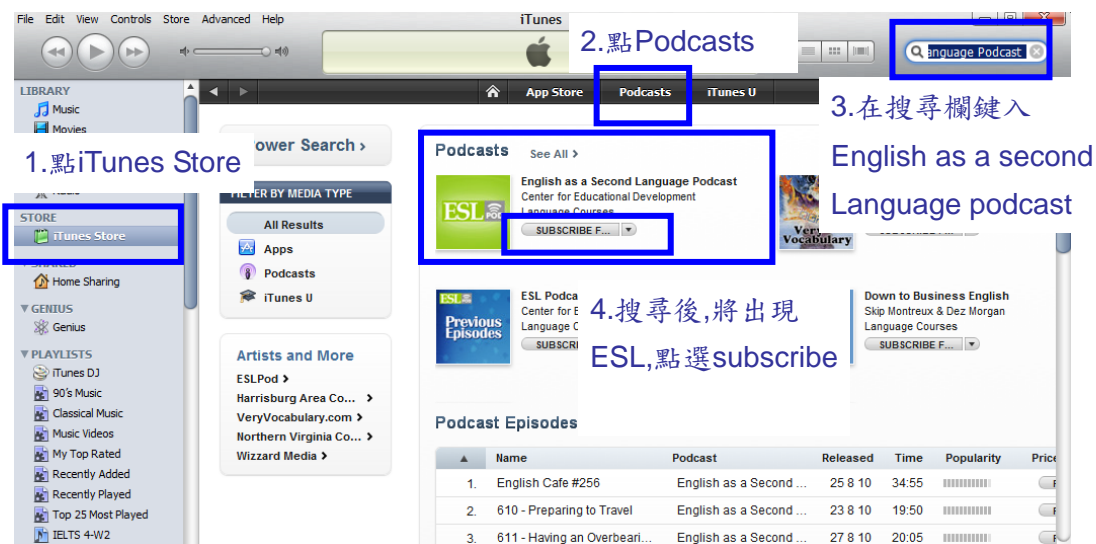 File Edit View Controls Store Advanced Help
iTunes
2.點Podcasts
anguage Podcast
LIBRARY
Music
Movies
1.點iTunes Store
STORE
iTunes Store
Home Sharing
GENIUS
Genius
PLAYLISTS
iTunes DJ
90's Music
Classical Music
Music Videos
My Top Rated
Recently Added
Recently Played
Top 25 Most Played
IELTS 4-W2
App Store Podcasts iTunes U
ower Search ›
FILTER BY MEDIA TYPE
All Results
Apps
Podcasts
iTunes U
Artists and More
ESLPod
Harrisburg Area Co...
VeryVocabulary.com
Northern Virginia Co...
Wizzard Media
Podcasts See All ›
ESL
English as a Second Language Podcast
Center for Educational Development
Language Courses
SUBSCRIBE F...
Very
Vocabulary
3.在搜尋欄鍵入
English as a second
Language podcast
ESL
Previous
Episodes
ESL Podca
Center for E
Language C
SUBSCRI
4.搜尋後,將出現
ESL,點選subscribe
Down to Business English
Skip Montreux & Dez Morgan
Language Courses
SUBSCRIBE F...
Podcast Episodes
Name Podcast Released Time Popularity Price
1. English Cafe #256 English as a Second ... 25 8 10 34:55
2. 610 - Preparing to Travel English as a Second ... 23 8 10 19:50
3. 611 - Having an Overbeari... English as a Second ... 27 8 10 20:05